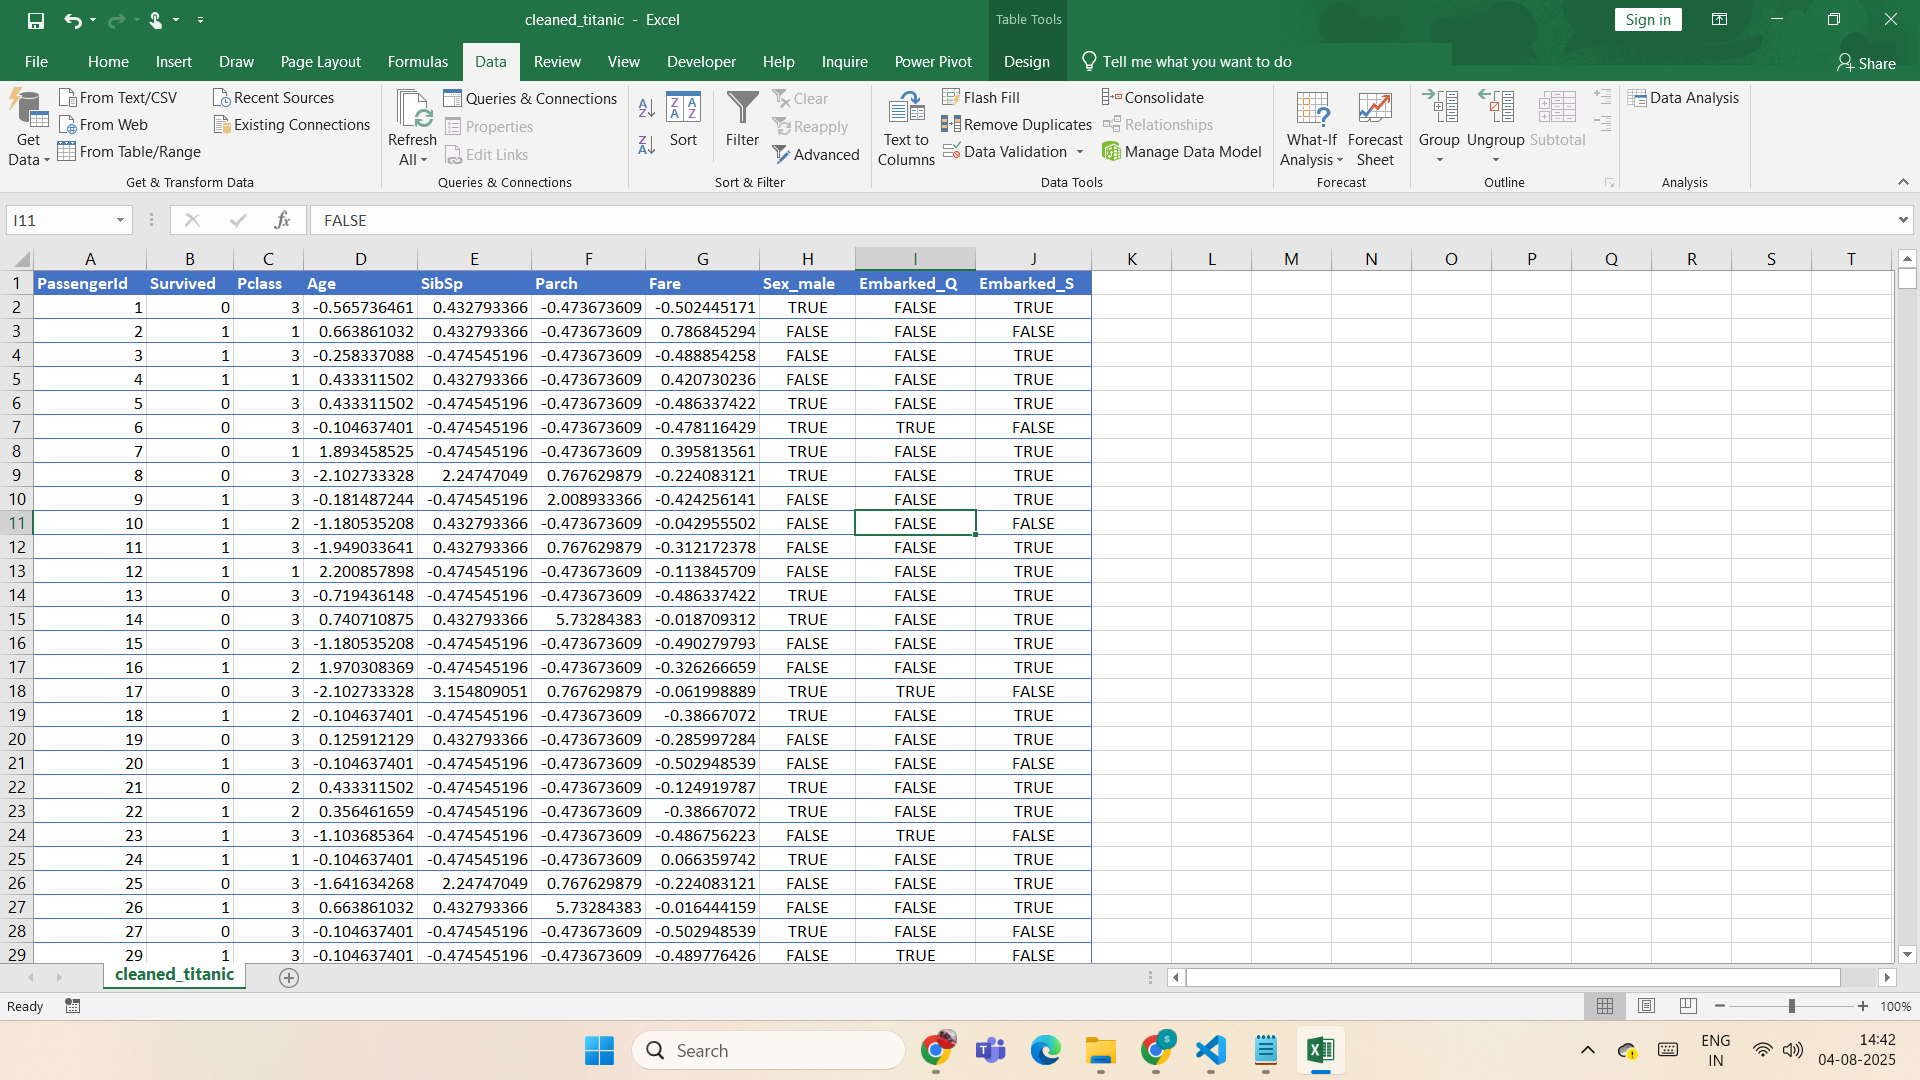 cleaned_titanic - Excel
Table Tools
Sign in
File Home Insert Draw Page Layout Formulas Data Review View Developer Help Inquire Power Pivot Design Tell me what you want to do
Share
Get Data
From Text/CSV
From Web
From Table/Range
Recent Sources
Existing Connections
Get & Transform Data
Refresh All
Queries & Connections
Properties
Edit Links
Queries & Connections
Sort
Filter
Clear
Reapply
Advanced
Sort & Filter
Text to Columns
Flash Fill
Remove Duplicates
Data Validation
Consolidate
Relationships
Manage Data Model
Data Tools
What-If Analysis
Forecast Sheet
Forecast
Group
Ungroup
Subtotal
Outline
Data Analysis
Analysis
I11 fx FALSE
A B C D E F G H I J K L M N O P Q R S T
1 PassengerId Survived Pclass Age SibSp Parch Fare Sex_male Embarked_Q Embarked_S
2 1 0 3 -0.565736461 0.432793366 -0.473673609 -0.502445171 TRUE FALSE TRUE
3 2 1 1 0.663861032 0.432793366 -0.473673609 0.786845294 FALSE FALSE FALSE
4 3 1 3 -0.258337088 -0.474545196 -0.473673609 -0.488854258 FALSE FALSE TRUE
5 4 1 1 0.433311502 0.432793366 -0.473673609 0.420730236 FALSE FALSE TRUE
6 5 0 3 0.433311502 -0.474545196 -0.473673609 -0.486337422 TRUE FALSE TRUE
7 6 0 3 -0.104637401 -0.474545196 -0.473673609 -0.478116429 TRUE TRUE FALSE
8 7 0 1 1.893458525 -0.474545196 -0.473673609 0.395813561 TRUE FALSE TRUE
9 8 0 3 -2.102733328 2.24747049 0.767629879 -0.224083121 TRUE FALSE TRUE
10 9 1 3 -0.181487244 -0.474545196 2.008933366 -0.424256141 FALSE FALSE TRUE
11 10 1 2 -1.180535208 0.432793366 -0.473673609 -0.042955502 FALSE FALSE FALSE
12 11 1 3 -1.949033641 0.432793366 0.767629879 -0.312172378 FALSE FALSE TRUE
13 12 1 1 2.200857898 -0.474545196 -0.473673609 -0.113845709 FALSE FALSE TRUE
14 13 0 3 -0.719436148 -0.474545196 -0.473673609 -0.486337422 TRUE FALSE TRUE
15 14 0 3 0.740710875 0.432793366 5.73284383 -0.018709312 TRUE FALSE TRUE
16 15 0 3 -1.180535208 -0.474545196 -0.473673609 -0.490279793 FALSE FALSE TRUE
17 16 1 2 1.970308369 -0.474545196 -0.473673609 -0.326266659 FALSE FALSE TRUE
18 17 0 3 -2.102733328 3.154809051 0.767629879 -0.061998889 TRUE TRUE FALSE
19 18 1 2 -0.104637401 -0.474545196 -0.473673609 -0.38667072 TRUE FALSE TRUE
20 19 0 3 0.125912129 0.432793366 -0.473673609 -0.285997284 FALSE FALSE TRUE
21 20 1 3 -0.104637401 -0.474545196 -0.473673609 -0.502948539 FALSE FALSE FALSE
22 21 0 2 0.433311502 -0.474545196 -0.473673609 -0.124919787 TRUE FALSE TRUE
23 22 1 2 0.356461659 -0.474545196 -0.473673609 -0.38667072 TRUE FALSE TRUE
24 23 1 3 -1.103685364 -0.474545196 -0.473673609 -0.486756223 FALSE TRUE FALSE
25 24 1 1 -0.104637401 -0.474545196 -0.473673609 0.066359742 TRUE FALSE TRUE
26 25 0 3 -1.641634268 2.24747049 0.767629879 -0.224083121 FALSE FALSE TRUE
27 26 1 3 0.663861032 0.432793366 5.73284383 -0.016444159 FALSE FALSE TRUE
28 27 0 3 -0.104637401 -0.474545196 -0.473673609 -0.502948539 TRUE FALSE FALSE
29 29 1 3 -0.104637401 -0.474545196 -0.473673609 -0.489776426 FALSE TRUE FALSE
cleaned_titanic
Ready
100%
Search
ENG
IN
14:42
04-08-2025